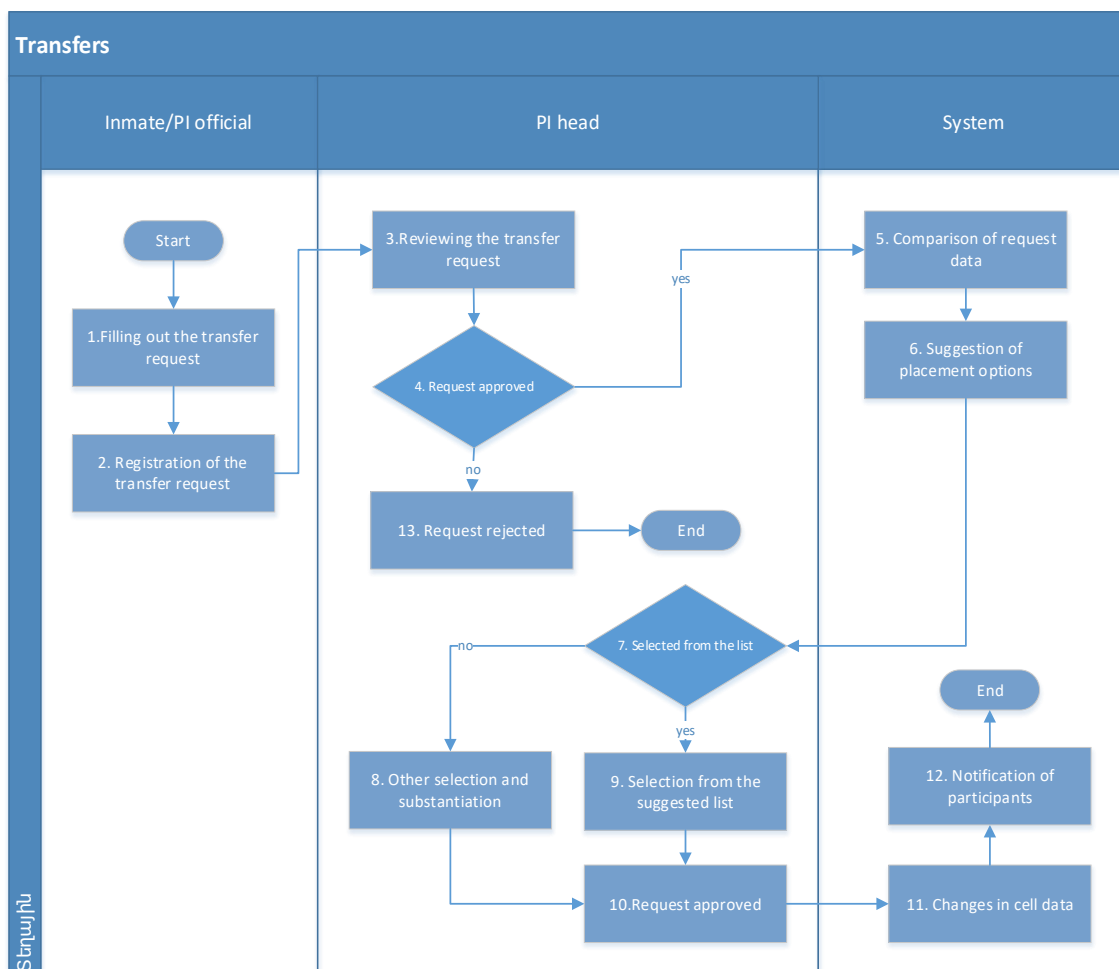 Transfers
Inmate/PI official
PI head
System
Start
1.Filling out the transfer
request
2. Registration of the
transfer request
3.Reviewing the transfer
request
4. Request approved
yes
no
13. Request rejected
End
5. Comparison of request
data
6. Suggestion of
placement options
7. Selected from the list
no
yes
8. Other selection and
substantiation
9. Selection from the
suggested list
10.Request approved
11. Changes in cell data
12. Notification of
participants
End
Տեղային